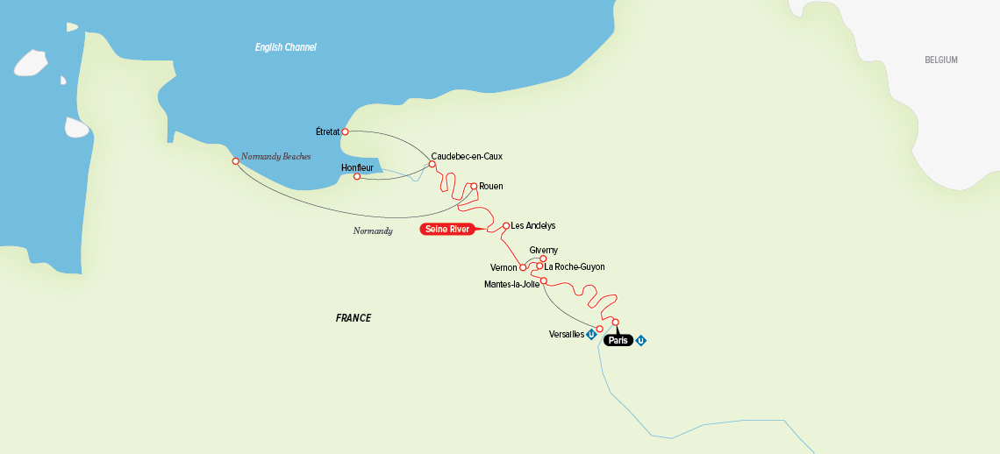 English Channel
BELGIUM
Étretat
Normandy Beaches
Caudebec-en-Caux
Honfleur
Rouen
Normandy
Seine River
Les Andelys
Giverny
Vernon
La Roche-Guyon
Mantes-la-Jolie
FRANCE
Versailles U
Paris U